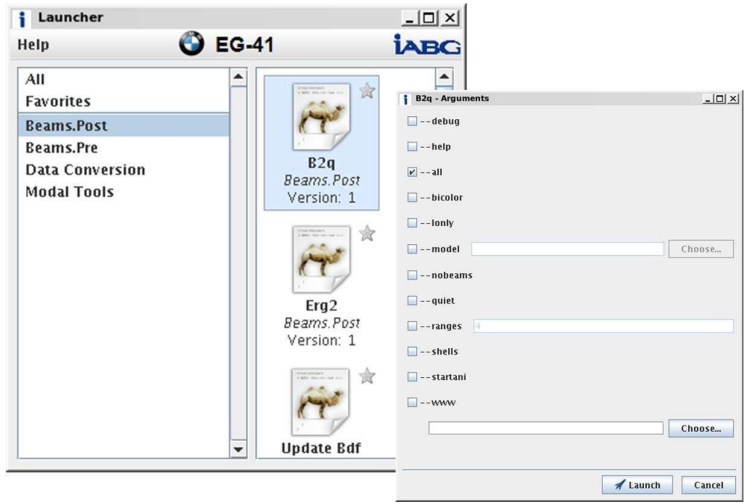 Launcher
Help
EG-41
iABG
All
Favorites
Beams.Post
Beams.Pre
Data Conversion
Modal Tools
B2q
Beams.Post
Version: 1
Erg2
Beams.Post
Version: 1
Update Bdf
B2q - Arguments
--debug
--help
--all
--bicolor
--lonly
--model
Choose...
--nobeams
--quiet
--ranges
4
--shells
--startani
--www
Choose...
Launch
Cancel